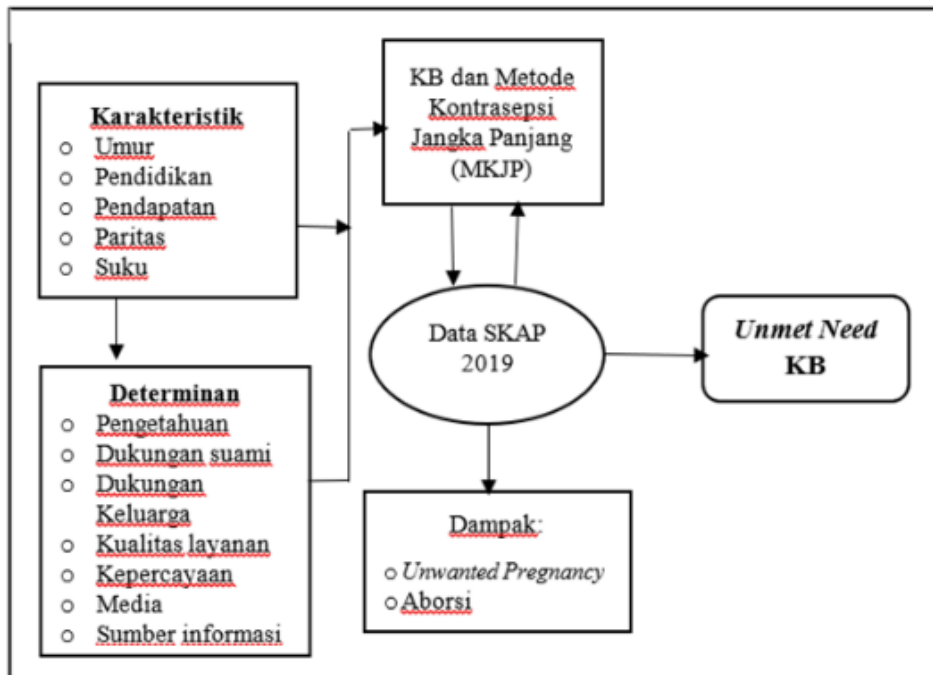 Karakteristik
○ Umur
○ Pendidikan
○ Pendapatan
○ Paritas
○ Suku
Determinan
○ Pengetahuan
○ Dukungan suami
○ Dukungan
Keluarga
○ Kualitas layanan
○ Kepercayaan
○ Media
○ Sumber informasi
KB dan Metode
Kontrasepsi
Jangka Panjang
(MKJP)
Data SKAP
2019
Unmet Need
KB
Dampak:
○ Unwanted Pregnancy
○ Aborsi